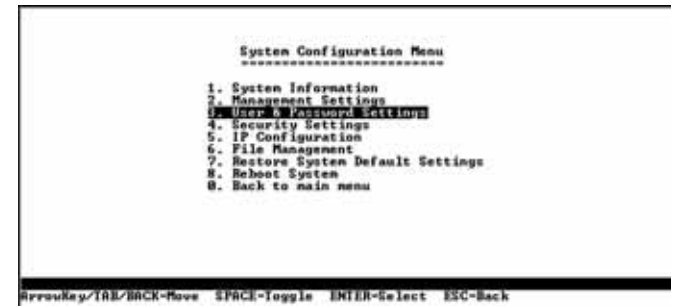 System Configuration Menu
========================
1. System Information
2. Management Settings
3. User & Password Settings
4. Security Settings
5. IP Configuration
6. File Management
7. Restore System Default Settings
8. Reboot System
0. Back to main menu
ArrowKey/TAB/BACK-Move SPACE-Toggle ENTER-Select ESC-Back